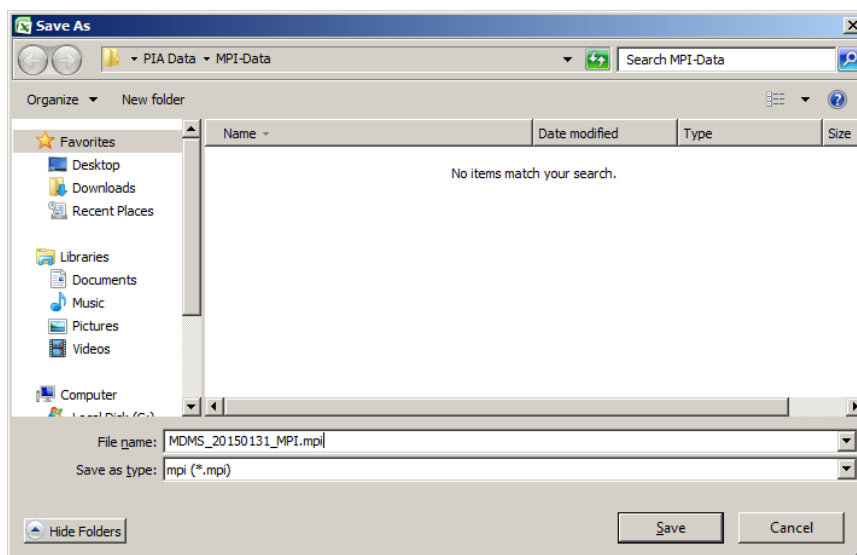 Save As
PIA Data MPI-Data Search MPI-Data
Organize New folder
Name Date modified Type Size
No items match your search.
Favorites
Desktop
Downloads
Recent Places
Libraries
Documents
Music
Pictures
Videos
Computer
Local Disk (C:)
File name: MDMS_20150131_MPI.mpi
Save as type: mpi (*.mpi)
Hide Folders Save Cancel